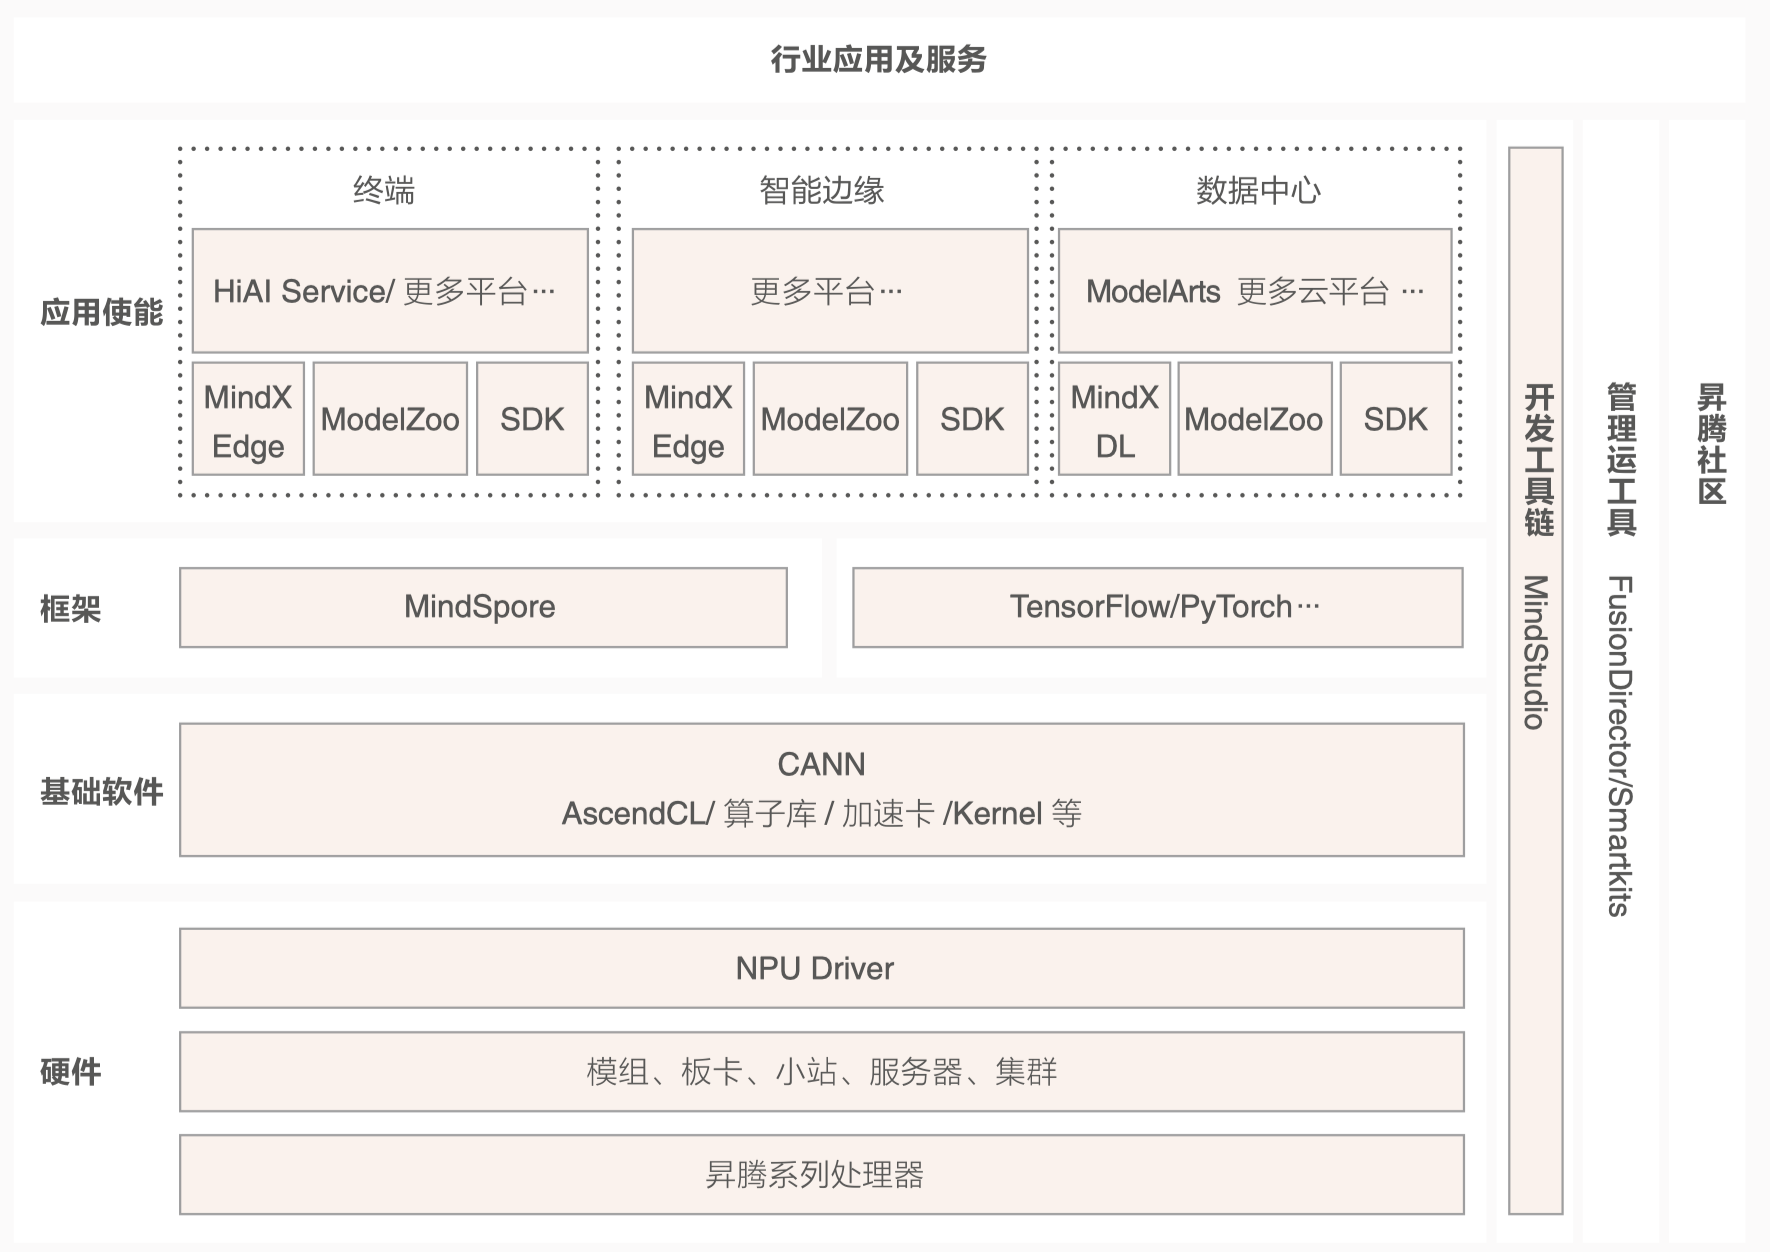 行业应用及服务
应用使能
终端
HiAI Service/ 更多平台···
MindX
Edge
ModelZoo
SDK
智能边缘
更多平台···
MindX
Edge
ModelZoo
SDK
数据中心
ModelArts 更多云平台 ···
MindX
DL
ModelZoo
SDK
框架
MindSpore
TensorFlow/PyTorch···
基础软件
CANN
AscendCL/ 算子库 / 加速卡 /Kernel 等
硬件
NPU Driver
模组、板卡、小站、服务器、集群
昇腾系列处理器
开发工具链 MindStudio
管理运工具 FusionDirector/Smartkits
昇腾社区